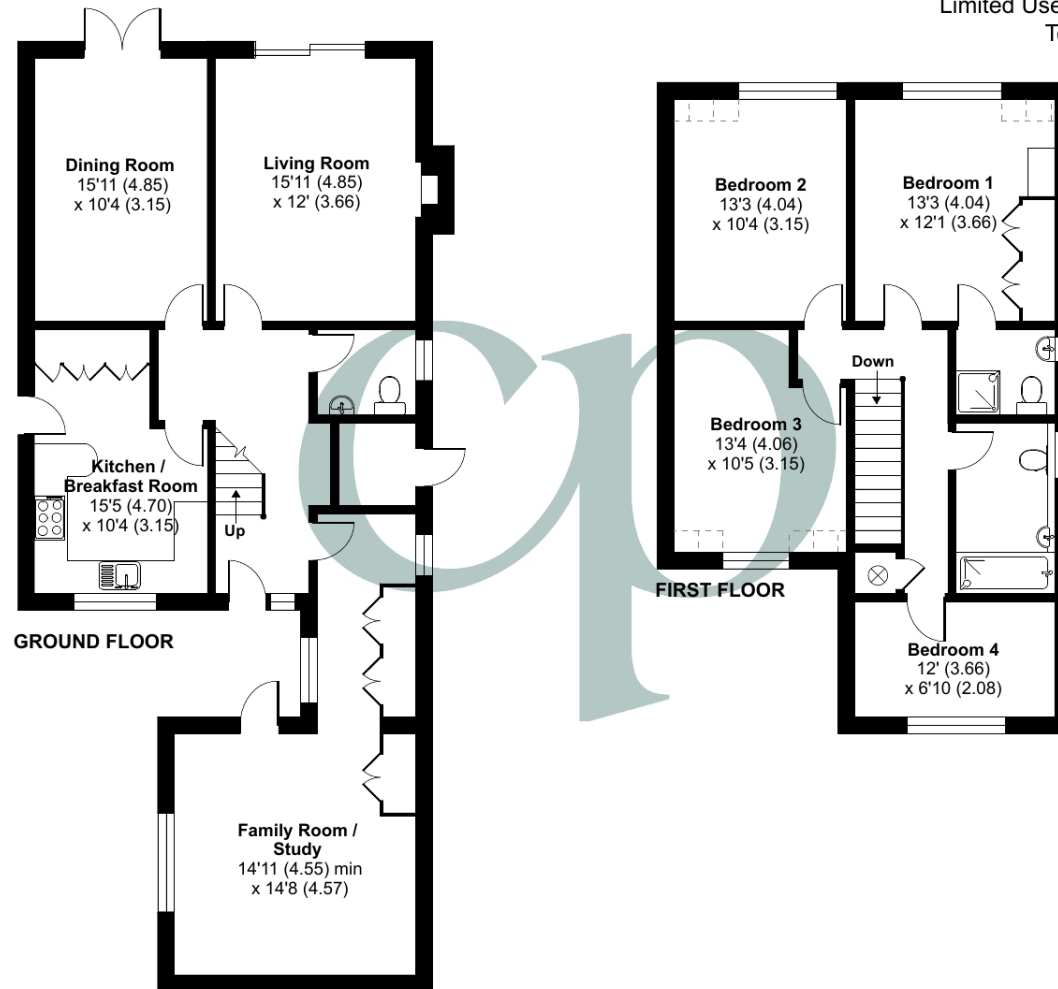 Limited Use
Dining Room
15'11 (4.85)
x 10'4 (3.15)
Living Room
15'11 (4.85)
x 12' (3.66)
Kitchen /
Breakfast Room
15'5 (4.70)
x 10'4 (3.15)
Up
GROUND FLOOR
Family Room /
Study
14'11 (4.55) min
x 14'8 (4.57)
Bedroom 2
13'3 (4.04)
x 10'4 (3.15)
Bedroom 1
13'3 (4.04)
x 12'1 (3.66)
Down
Bedroom 3
13'4 (4.06)
x 10'5 (3.15)
FIRST FLOOR
Bedroom 4
12' (3.66)
x 6'10 (2.08)
cp